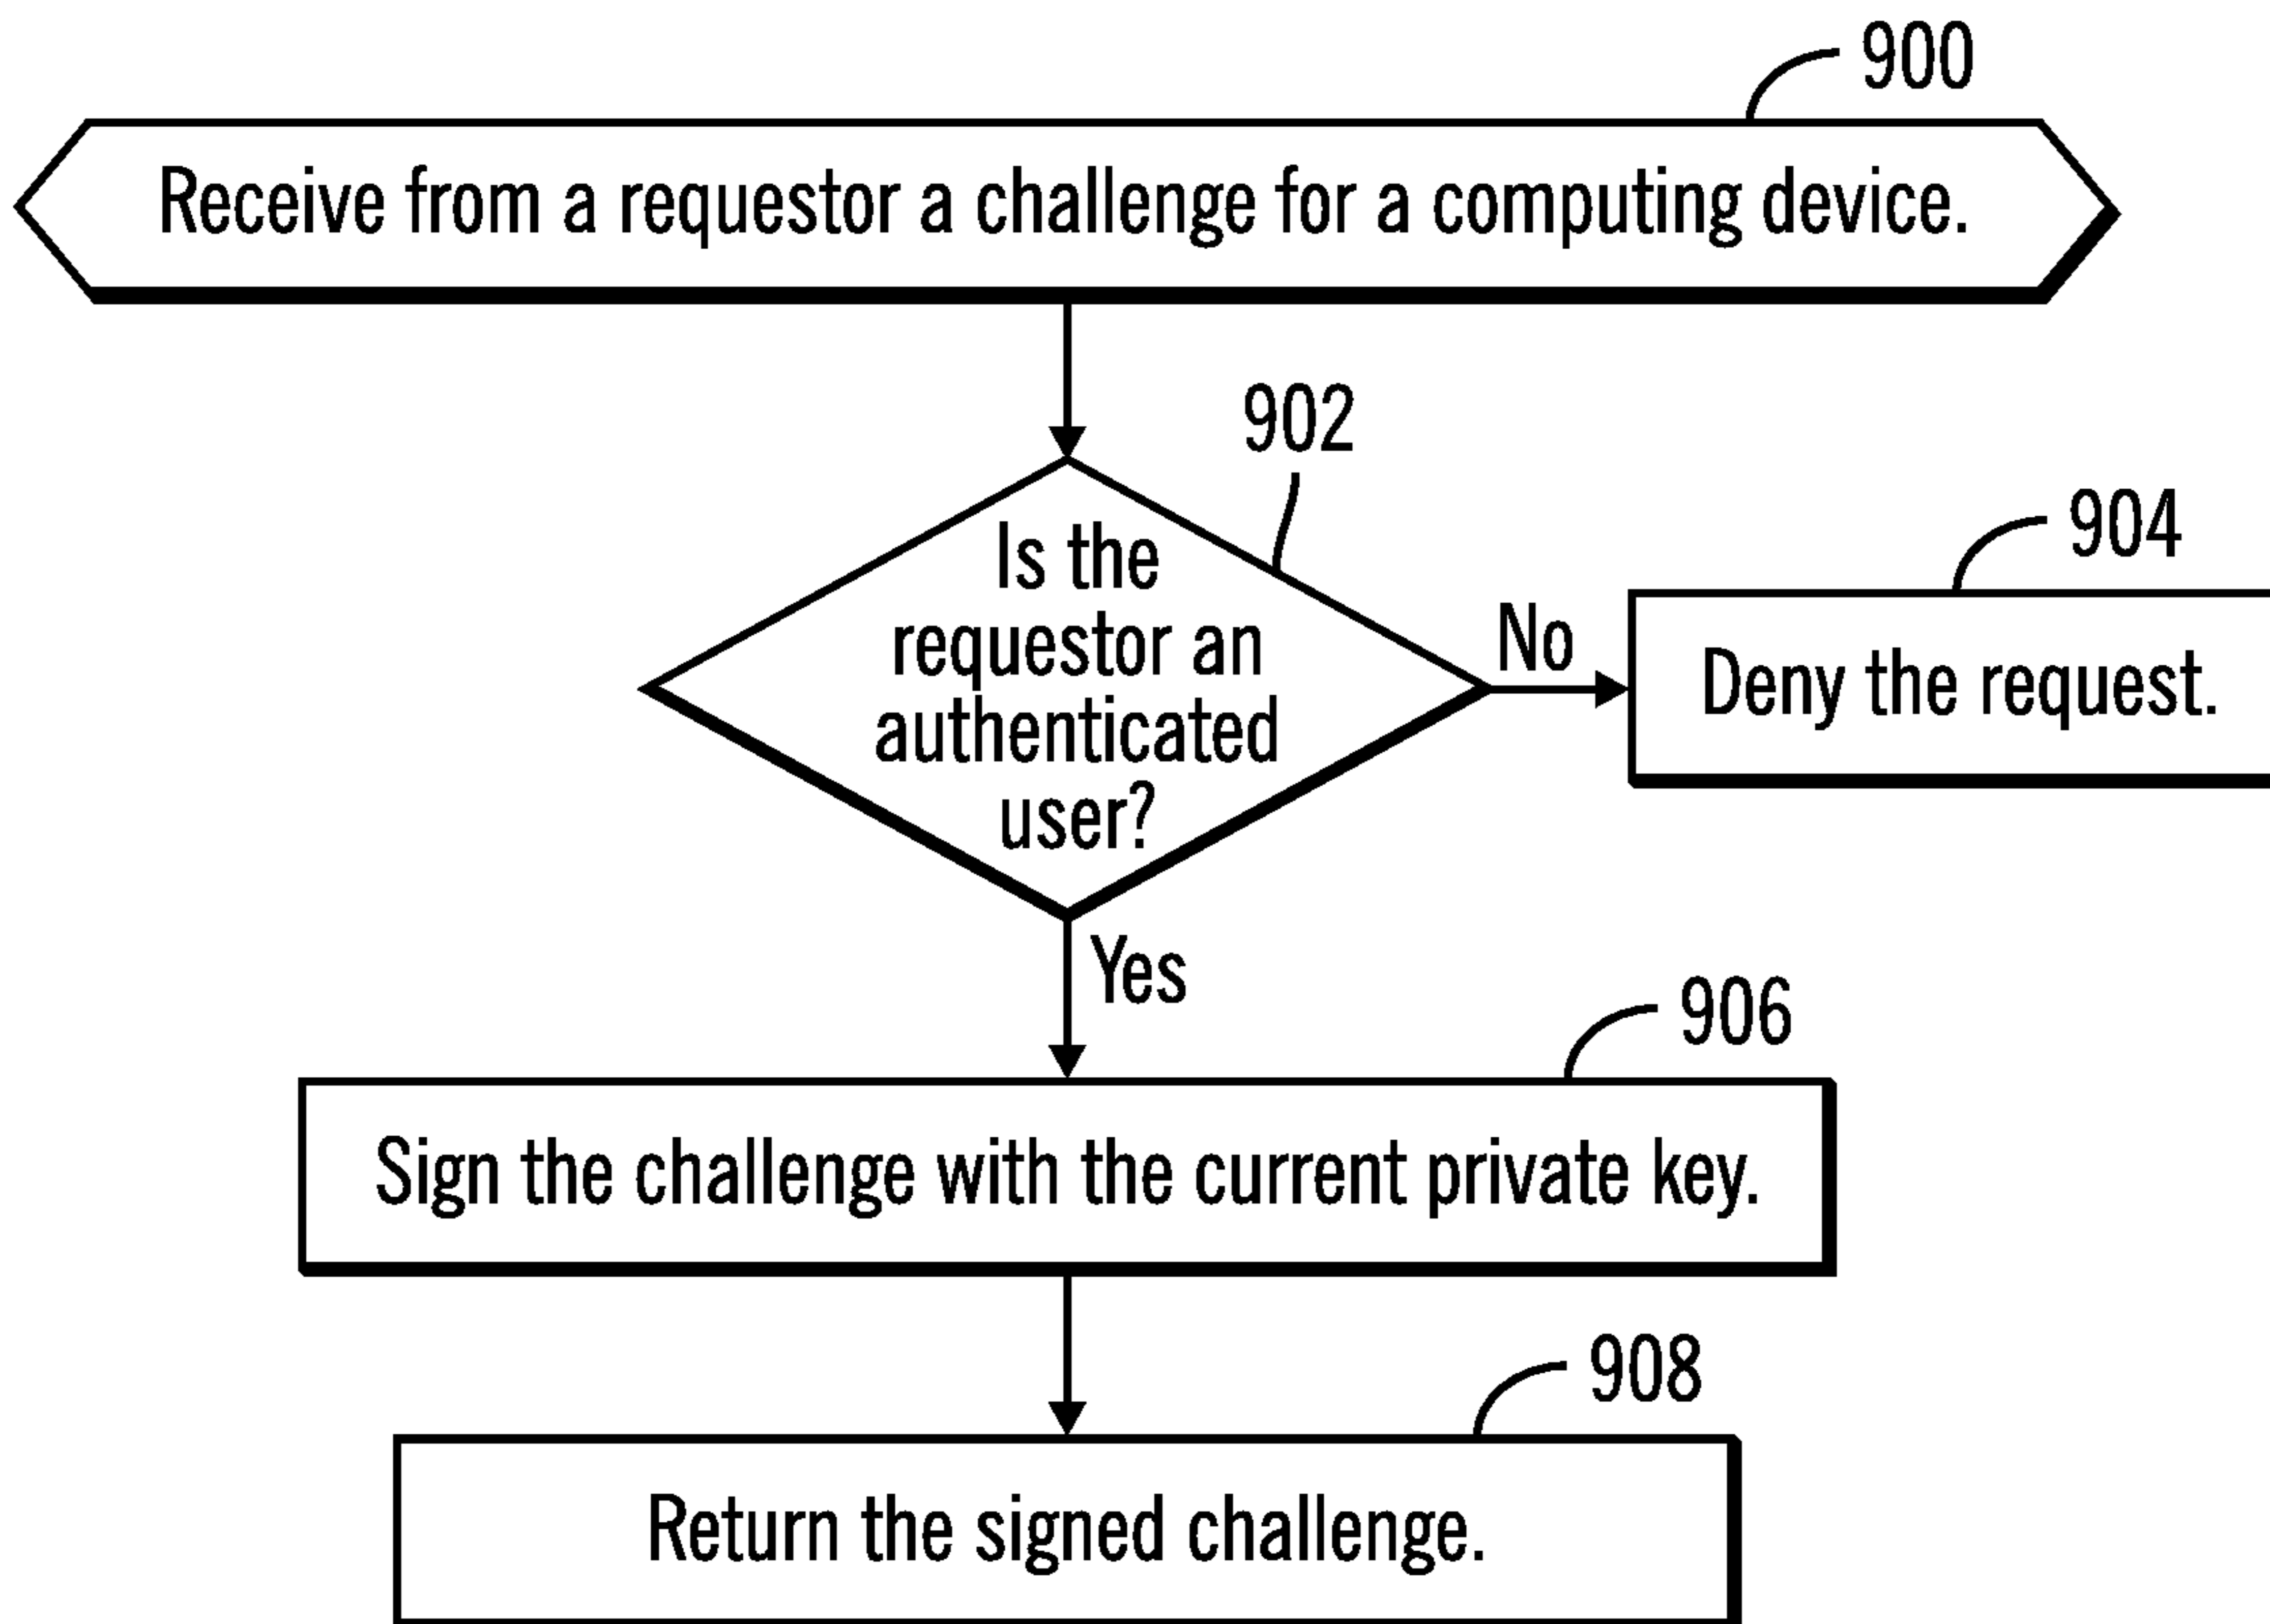 900
Receive from a requestor a challenge for a computing device.
902
Is the
requestor an
authenticated
user?
904
No
Deny the request.
Yes
906
Sign the challenge with the current private key.
908
Return the signed challenge.